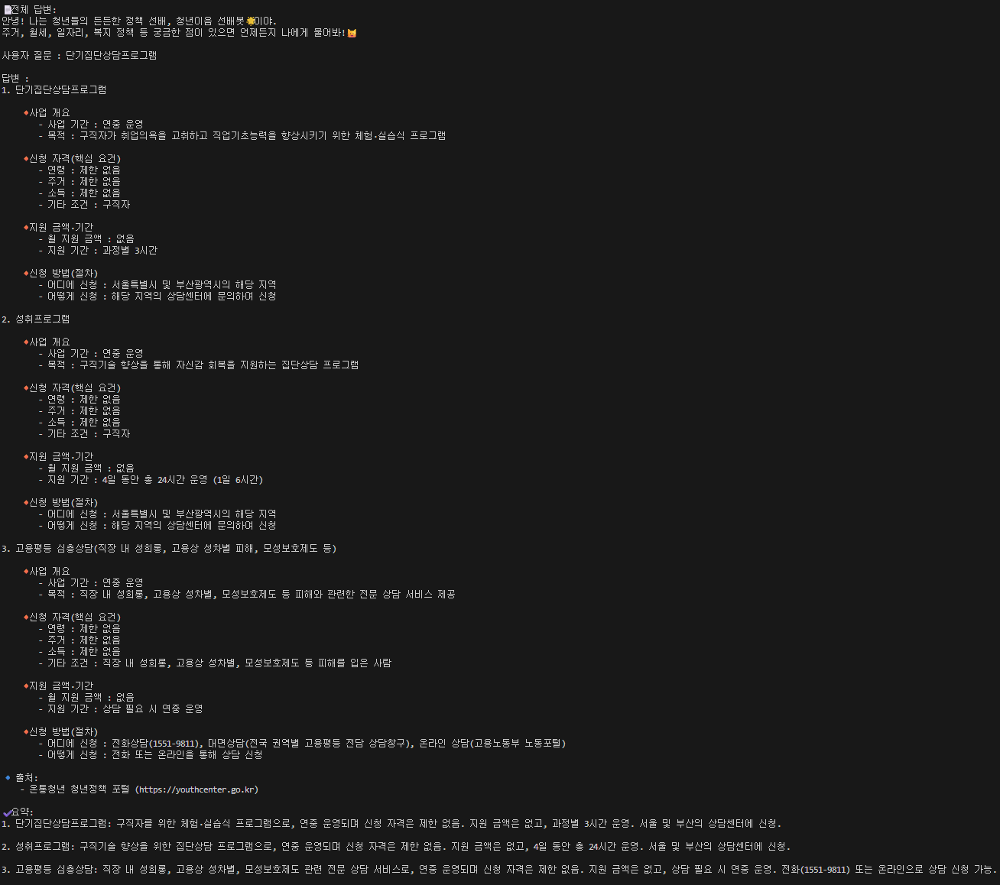 📄전체 답변:
안녕! 나는 청년들의 든든한 정책 선배, 청년이음 선배봇🌟이야.
주거, 월세, 일자리, 복지 정책 등 궁금한 점이 있으면 언제든지 나에게 물어봐!😸
사용자 질문 : 단기집단상담프로그램
답변 :
1. 단기집단상담프로그램
🔸사업 개요
- 사업 기간 : 연중 운영
- 목적 : 구직자가 취업의욕을 고취하고 직업기초능력을 향상시키기 위한 체험·실습식 프로그램
🔸신청 자격(핵심 요건)
- 연령 : 제한 없음
- 주거 : 제한 없음
- 소득 : 제한 없음
- 기타 조건 : 구직자
🔸지원 금액·기간
- 월 지원 금액 : 없음
- 지원 기간 : 과정별 3시간
🔸신청 방법(절차)
- 어디에 신청 : 서울특별시 및 부산광역시의 해당 지역
- 어떻게 신청 : 해당 지역의 상담센터에 문의하여 신청
2. 성취프로그램
🔸사업 개요
- 사업 기간 : 연중 운영
- 목적 : 구직기술 향상을 통해 자신감 회복을 지원하는 집단상담 프로그램
🔸신청 자격(핵심 요건)
- 연령 : 제한 없음
- 주거 : 제한 없음
- 소득 : 제한 없음
- 기타 조건 : 구직자
🔸지원 금액·기간
- 월 지원 금액 : 없음
- 지원 기간 : 4일 동안 총 24시간 운영 (1일 6시간)
🔸신청 방법(절차)
- 어디에 신청 : 서울특별시 및 부산광역시의 해당 지역
- 어떻게 신청 : 해당 지역의 상담센터에 문의하여 신청
3. 고용평등 심층상담(직장 내 성희롱, 고용상 성차별 피해, 모성보호제도 등)
🔸사업 개요
- 사업 기간 : 연중 운영
- 목적 : 직장 내 성희롱, 고용상 성차별, 모성보호제도 등 피해와 관련한 전문 상담 서비스 제공
🔸신청 자격(핵심 요건)
- 연령 : 제한 없음
- 주거 : 제한 없음
- 소득 : 제한 없음
- 기타 조건 : 직장 내 성희롱, 고용상 성차별, 모성보호제도 등 피해를 입은 사람
🔸지원 금액·기간
- 월 지원 금액 : 없음
- 지원 기간 : 상담 필요 시 연중 운영
🔸신청 방법(절차)
- 어디에 신청 : 전화상담(1551-9811), 대면상담(전국 권역별 고용평등 전담 상담창구), 온라인 상담(고용노동부 노동포털)
- 어떻게 신청 : 전화 또는 온라인을 통해 상담 신청
🔹 출처:
- 온통청년 청년정책 포털 (https://youthcenter.go.kr)
✔요약:
1. 단기집단상담프로그램: 구직자를 위한 체험·실습식 프로그램으로, 연중 운영되며 신청 자격은 제한 없음. 지원 금액은 없고, 과정별 3시간 운영. 서울 및 부산의 상담센터에 신청.
2. 성취프로그램: 구직기술 향상을 위한 집단상담 프로그램으로, 연중 운영되며 신청 자격은 제한 없음. 지원 금액은 없고, 4일 동안 총 24시간 운영. 서울 및 부산의 상담센터에 신청.
3. 고용평등 심층상담: 직장 내 성희롱, 고용상 성차별, 모성보호제도 관련 전문 상담 서비스로, 연중 운영되며 신청 자격은 제한 없음. 지원 금액은 없고, 상담 필요 시 연중 운영. 전화(1551-9811) 또는 온라인으로 상담 신청 가능.